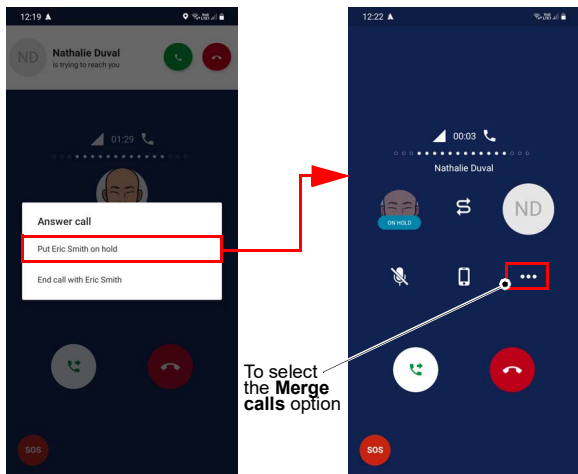 12:19
ND
Nathalie Duval
is trying to reach you
01:29
Answer call
Put Eric Smith on hold
End call with Eric Smith
SOS
12:22
00:03
Nathalie Duval
ON HOLD
ND
To select
the Merge
calls option
SOS